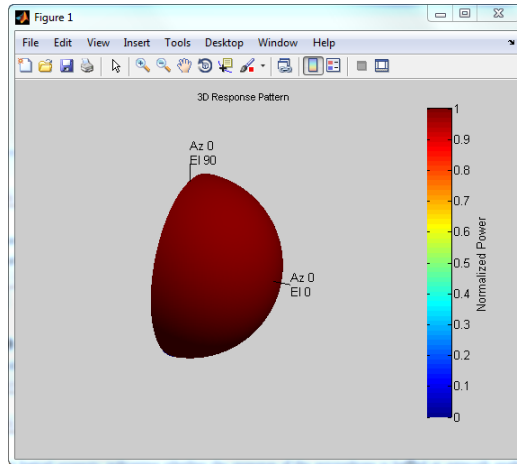 Figure 1
File Edit View Insert Tools Desktop Window Help
3D Response Pattern
Az 0
El 90
Az 0
El 0
1
0.9
0.8
0.7
0.6
0.5
0.4
0.3
0.2
0.1
0
Normalized Power